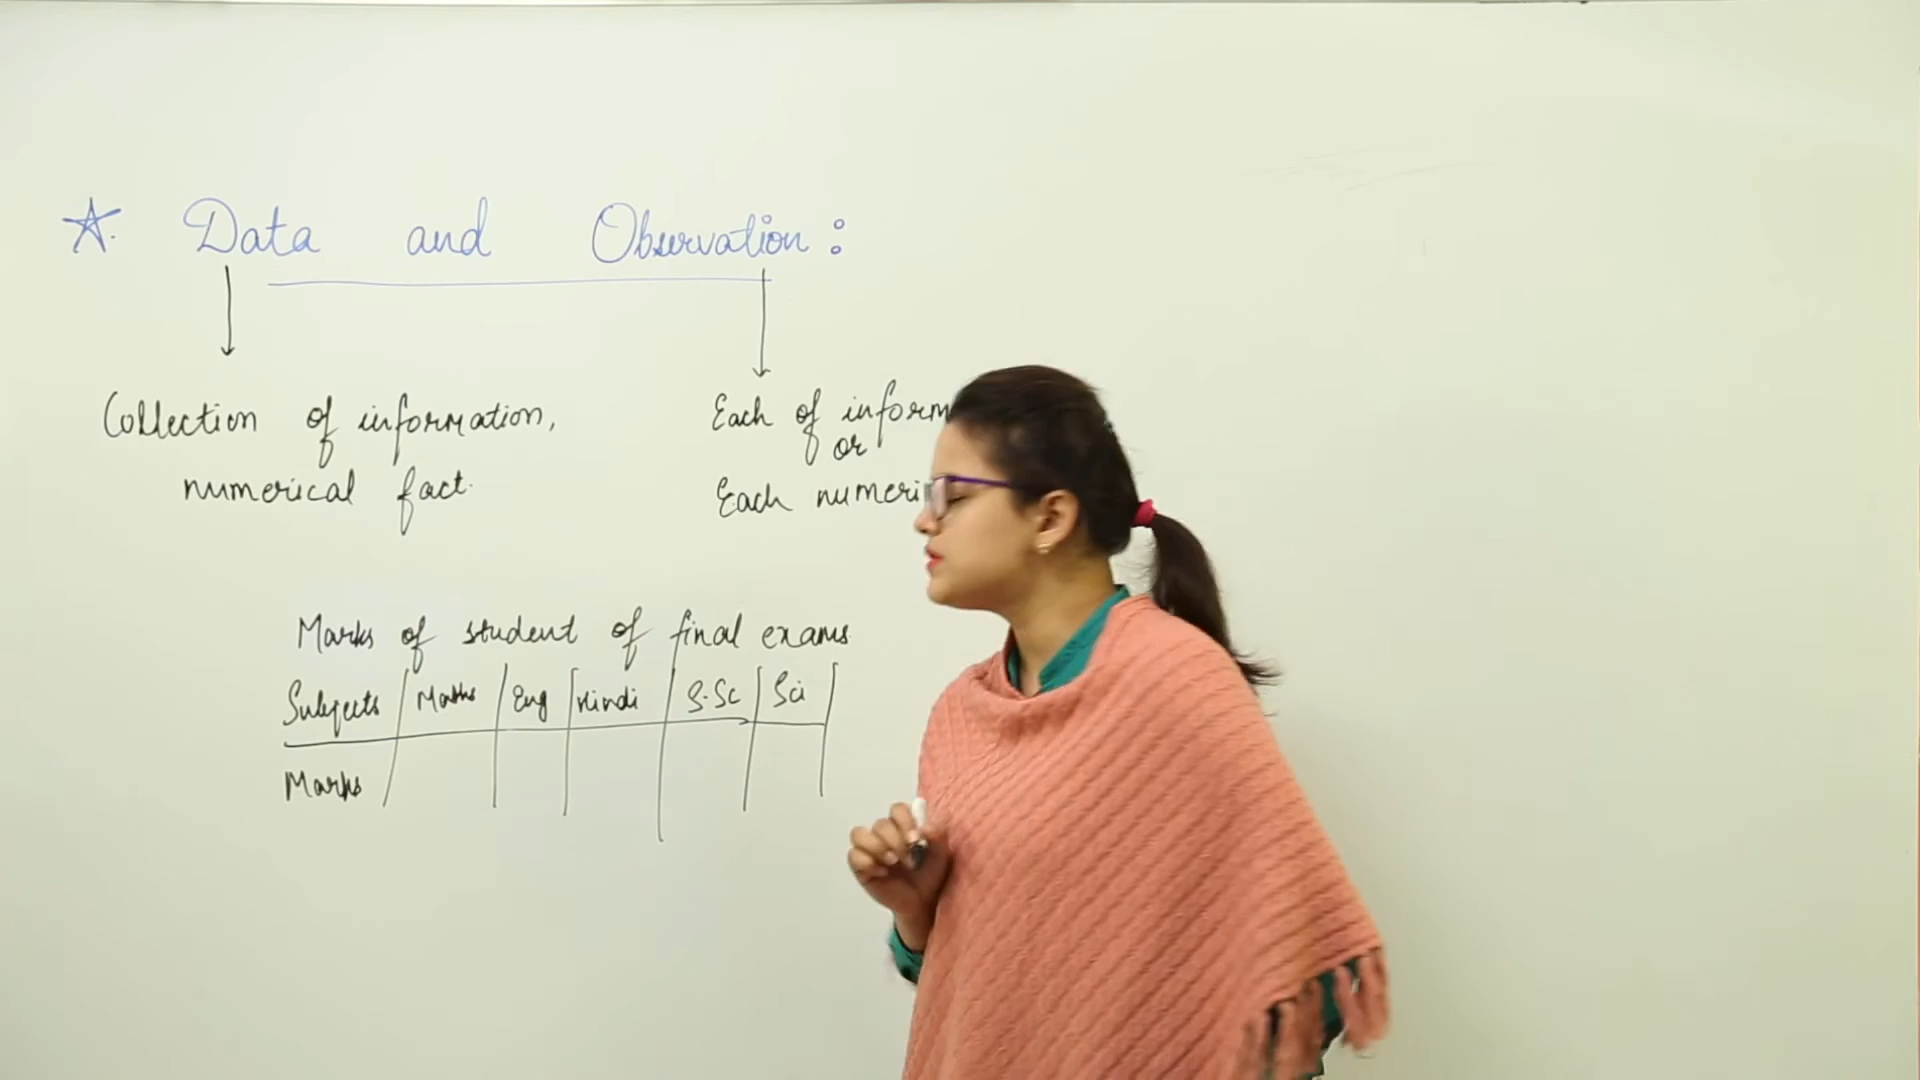 ☆. Data and Observation:
Collection of information,
numerical fact.
Each of inform
or
Each numeri
Marks of student of final exams
Subjects Maths Eng Hindi S.Sc Sci
Marks